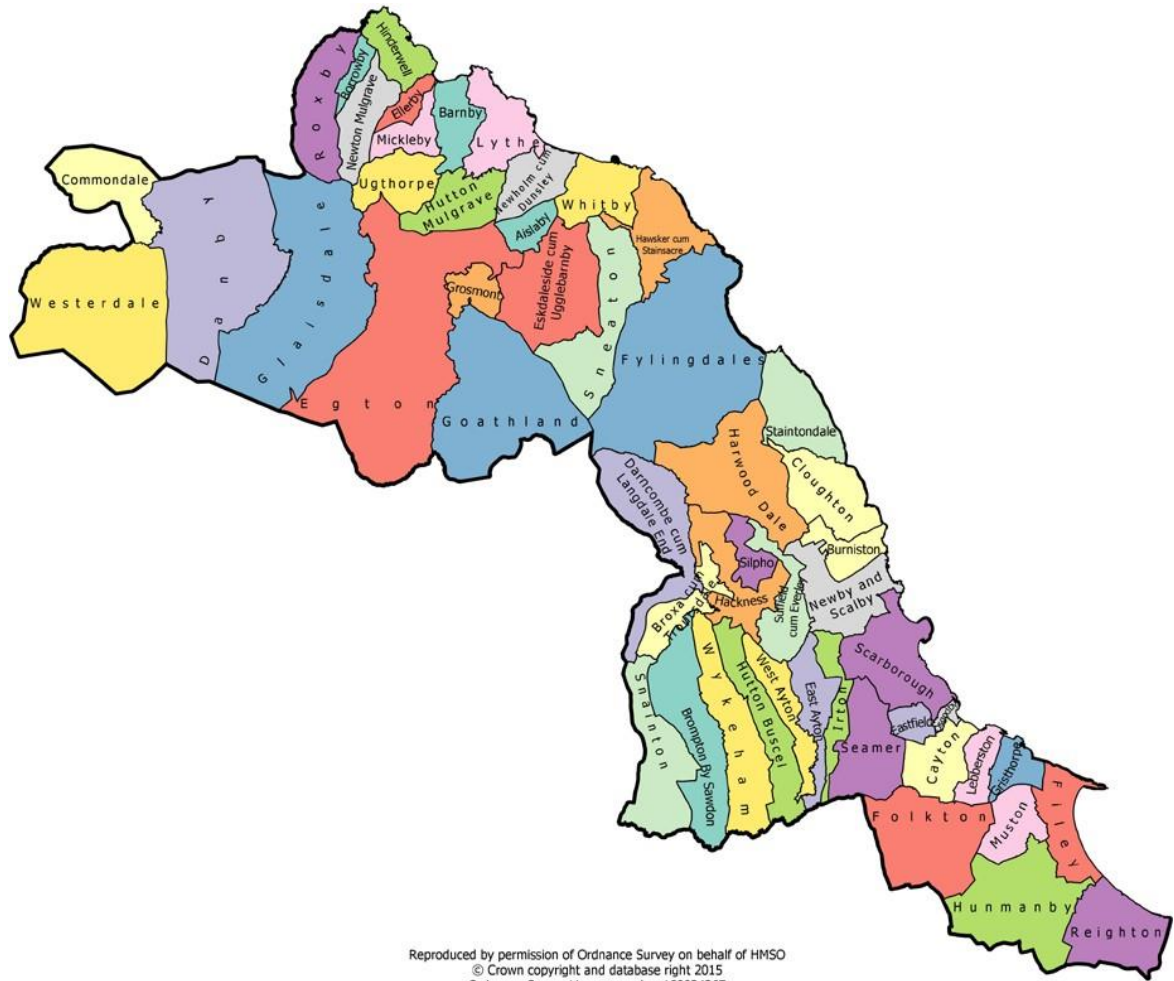 Hinderwell
Roxby
Borrowby
Newton Mulgrave
Ellerby
Mickleby
Barnby
Lythe
Commondale
Danby
Glaisdale
Ugthorpe
Hutton
Mulgrave
Newholm cum
Dunsley
Whitby
Aislaby
Hawsker cum
Stainsacre
Westerdale
Grosmont
Eskdaleside cum
Ugglebarnby
Sneaton
Fylingdales
Egton
Goathland
Staintondale
Harwood Dale
Cloughton
Darncombe cum
Langdale End
Burniston
Silpho
Hackness
Suffield
cum Everley
Newby and
Scalby
Broxa cum
Troutsdale
Scarborough
Snainton
Brompton By Sawdon
Wykeham
Hutton Buscel
West Ayton
East Ayton
Irton
Seamer
Eastfield
Cayton
Lebberston
Gristhorpe
Folkton
Muston
Filey
Hunmanby
Reighton
Reproduced by permission of Ordnance Survey on behalf of HMSO
© Crown copyright and database right 2015